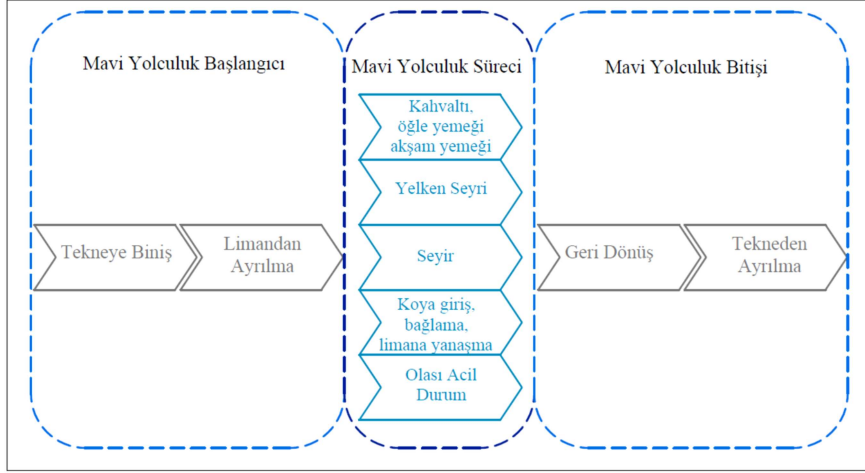 Mavi Yolculuk Başlangıcı
Tekneye Biniş
Limandan
Ayrılma
Mavi Yolculuk Süreci
Kahvaltı,
öğle yemeği
akşam yemeği
Yelken Seyri
Seyir
Koya giriş,
bağlama,
limana yanaşma
Olası Acil
Durum
Mavi Yolculuk Bitişi
Geri Dönüş
Tekneden
Ayrılma